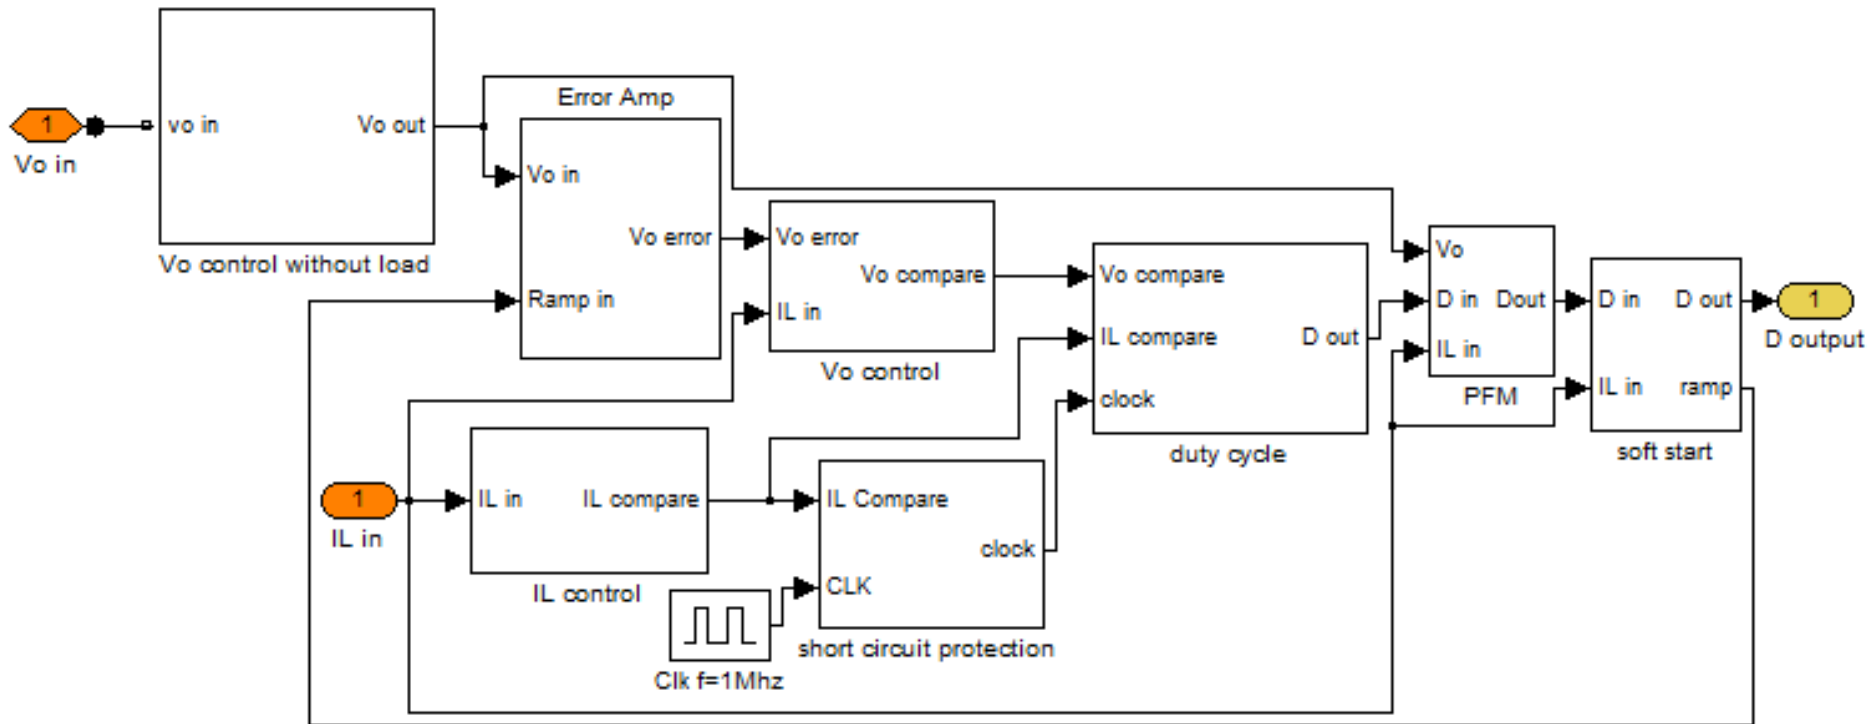 1
Vo in
vo in
Vo out
Vo control without load
Error Amp
Vo in
Vo error
Ramp in
Vo error
Vo compare
IL in
Vo control
Vo compare
IL compare
D out
clock
duty cycle
Vo
D in
Dout
IL in
PFM
D in
D out
IL in
ramp
soft start
1
D output
1
IL in
IL in
IL compare
IL control
IL Compare
clock
CLK
short circuit protection
Clk f=1Mhz